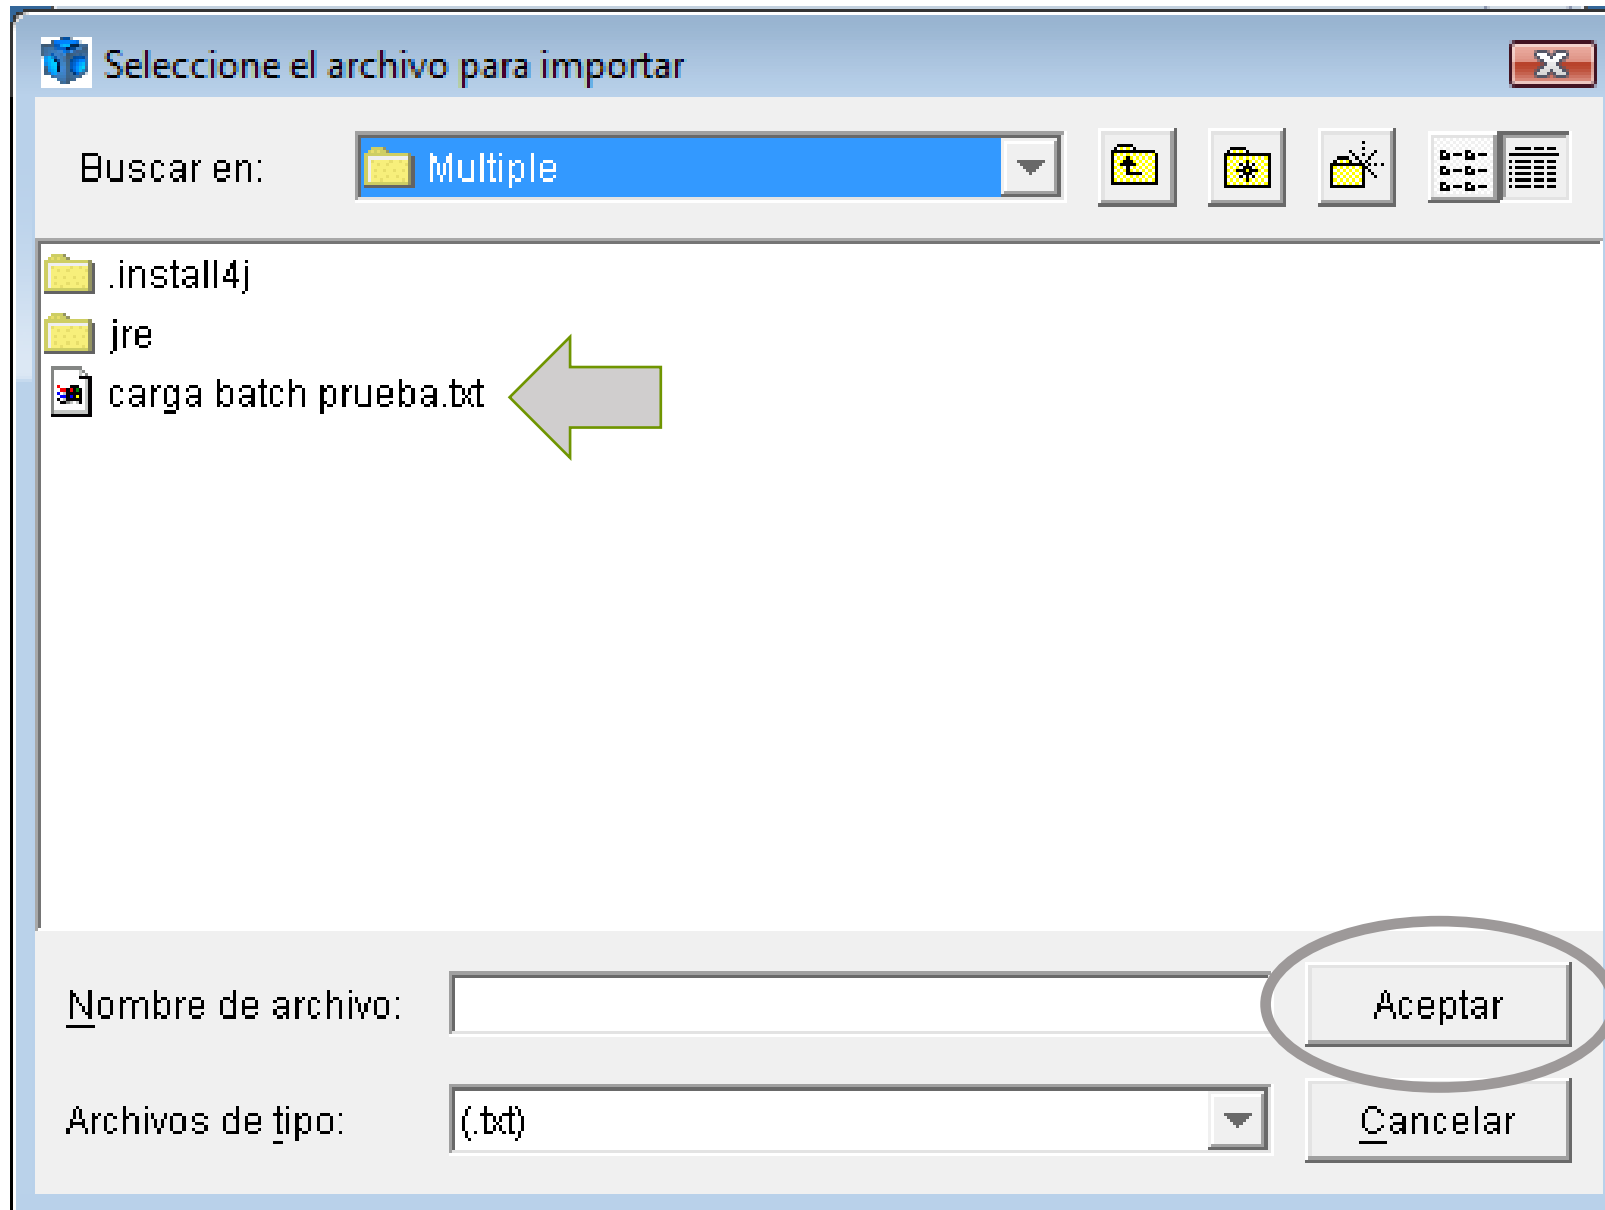 Seleccione el archivo para importar
Buscar en: Multiple
.install4j
jre
carga batch prueba.txt
Nombre de archivo: Aceptar
Archivos de tipo: (.txt) Cancelar